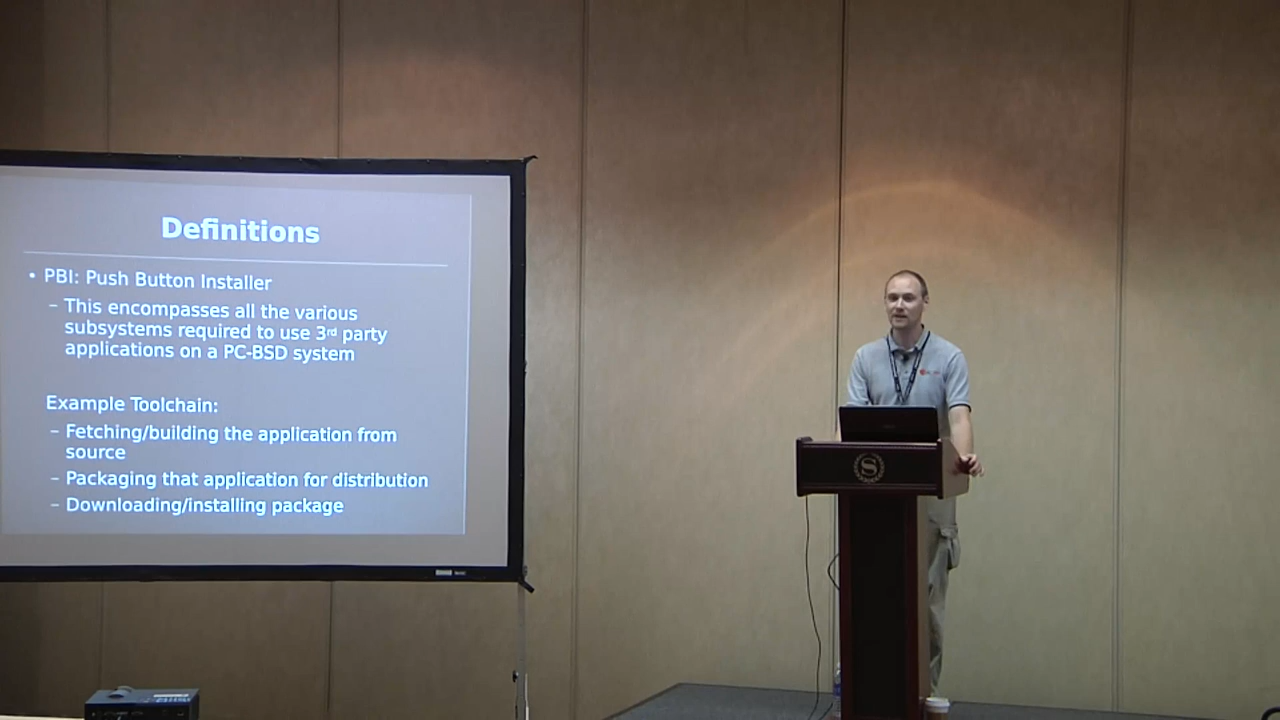 Definitions
• PBI: Push Button Installer
– This encompasses all the various
subsystems required to use 3rd party
applications on a PC-BSD system
Example Toolchain:
– Fetching/building the application from
source
– Packaging that application for distribution
– Downloading/installing package
S